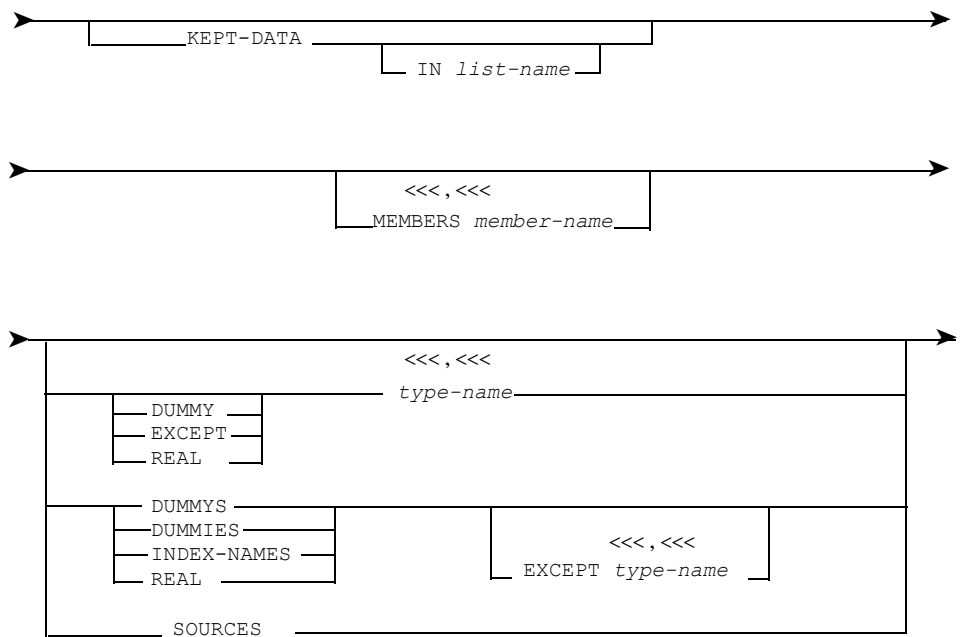 KEPT-DATA
IN list-name
<<<,<<<
MEMBERS member-name
<<<,<<<
type-name
DUMMY
EXCEPT
REAL
DUMMYS
DUMMIES
INDEX-NAMES
REAL
<<<,<<<
EXCEPT type-name
SOURCES